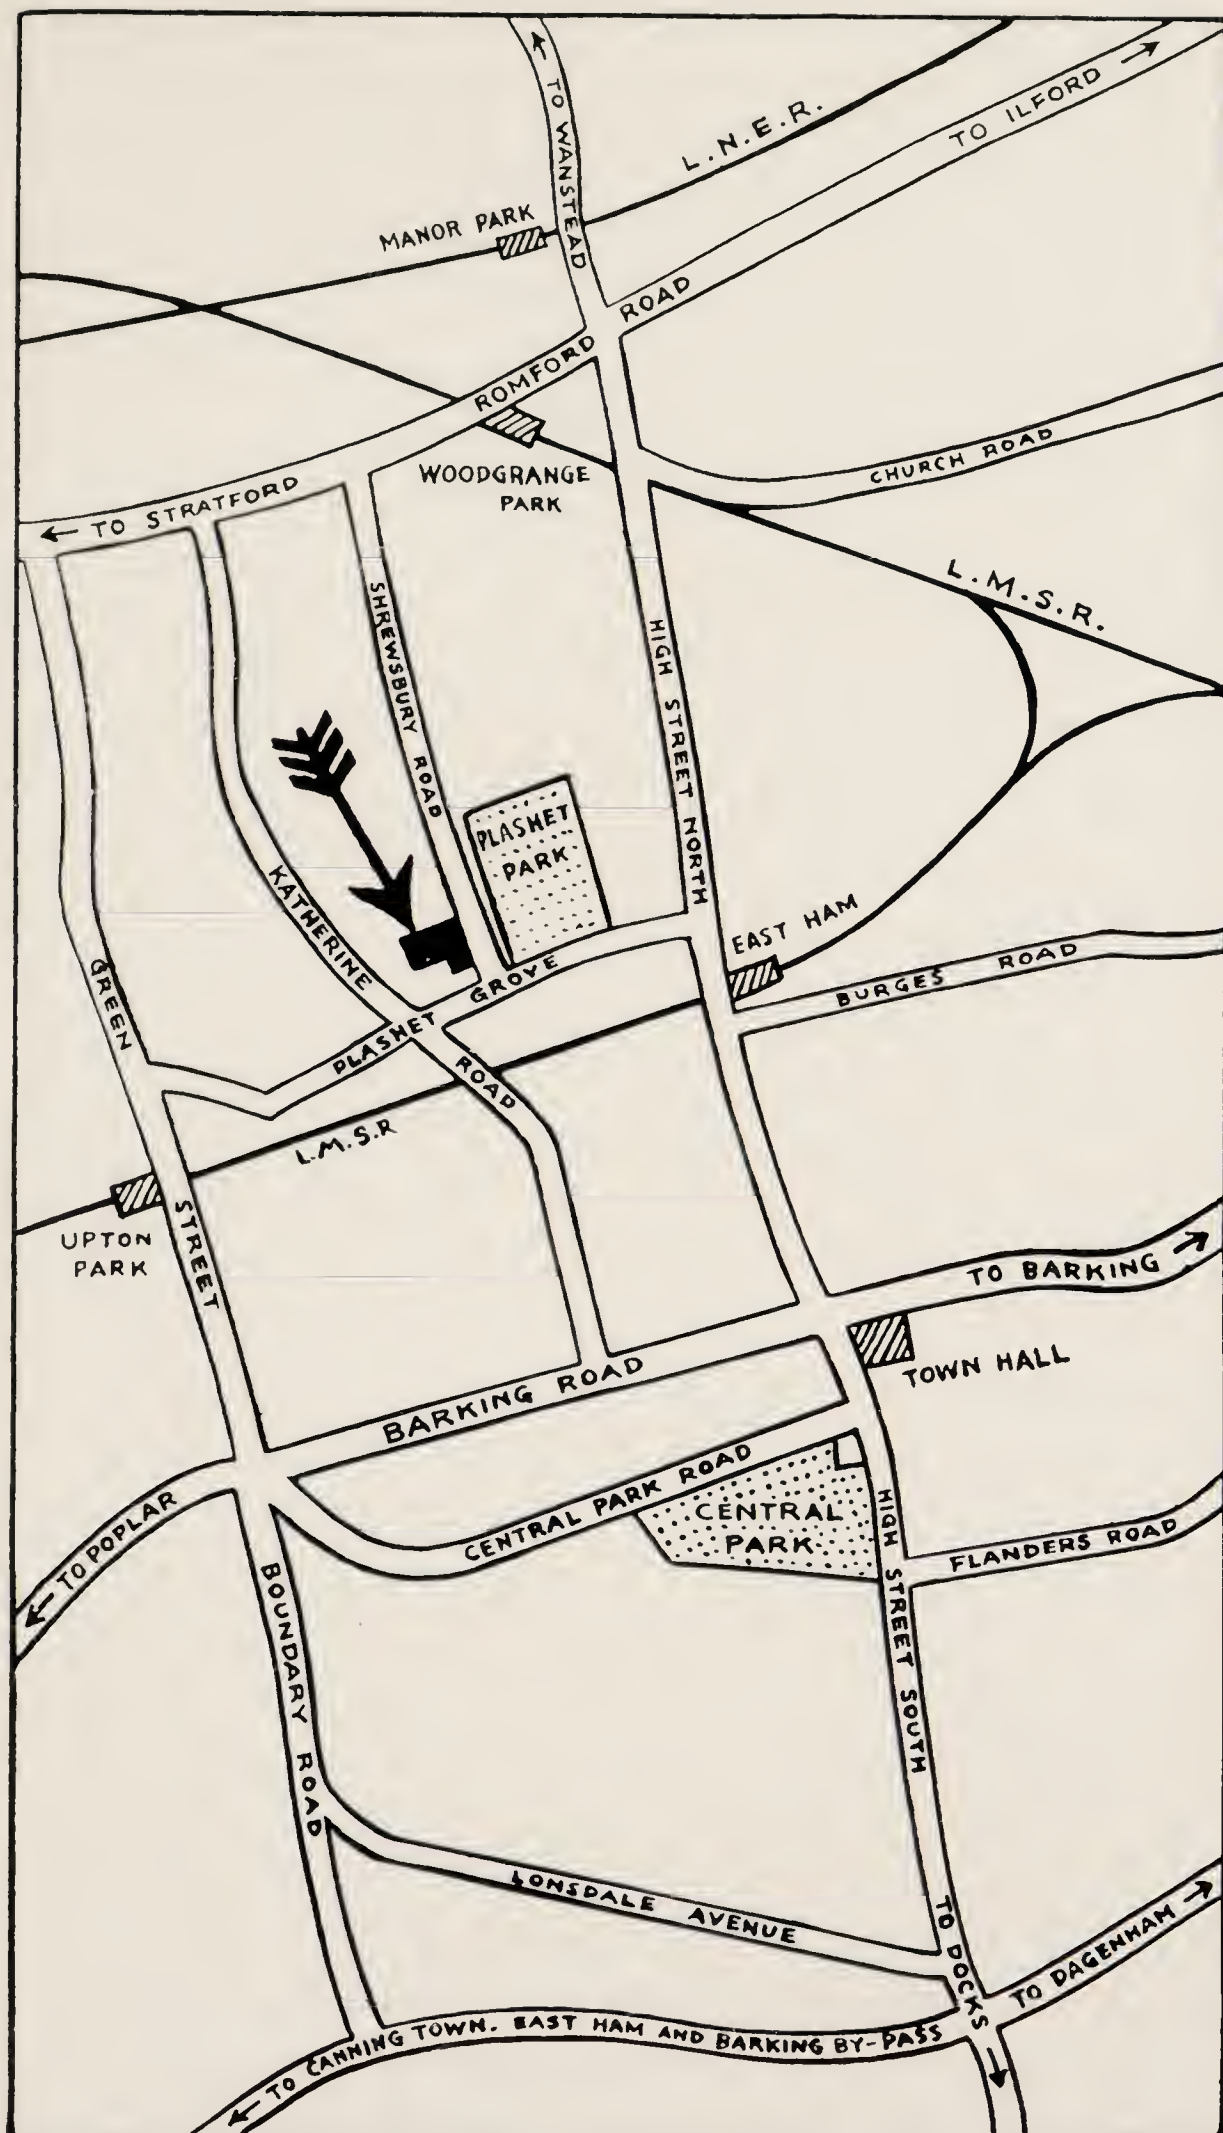 TO WANSTEAD
L.N.E.R.
TO ILFORD
MANOR PARK
ROMFORD ROAD
WOODGRANGE
PARK
CHURCH ROAD
TO STRATFORD
L.M.S.R.
SHREWSBURY ROAD
HIGH STREET NORTH
PLASHET
PARK
KATHERINE ROAD
EAST HAM
BURGES ROAD
GREEN STREET
PLASHET GROVE
L.M.S.R
UPTON
PARK
TO BARKING
TOWN HALL
BARKING ROAD
CENTRAL PARK ROAD
CENTRAL
PARK
HIGH STREET SOUTH
FLANDERS ROAD
TO POPLAR
BOUNDARY ROAD
LONSDALE AVENUE
TO DOCKS
TO DAGENHAM
TO CANNING TOWN. EAST HAM AND BARKING BY-PASS